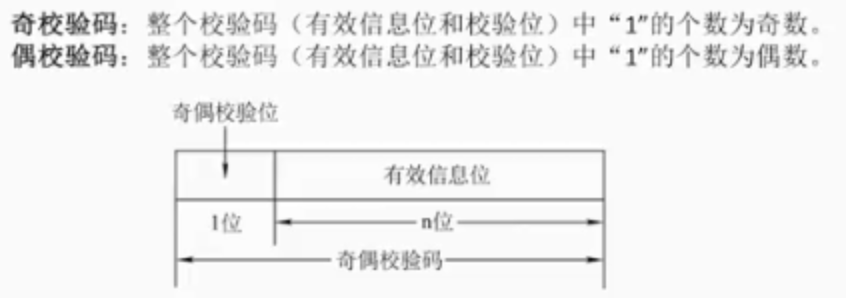 奇校验码：整个校验码（有效信息位和校验位）中“1”的个数为奇数。
偶校验码：整个校验码（有效信息位和校验位）中“1”的个数为偶数。
奇偶校验位
有效信息位
1位
n位
奇偶校验码